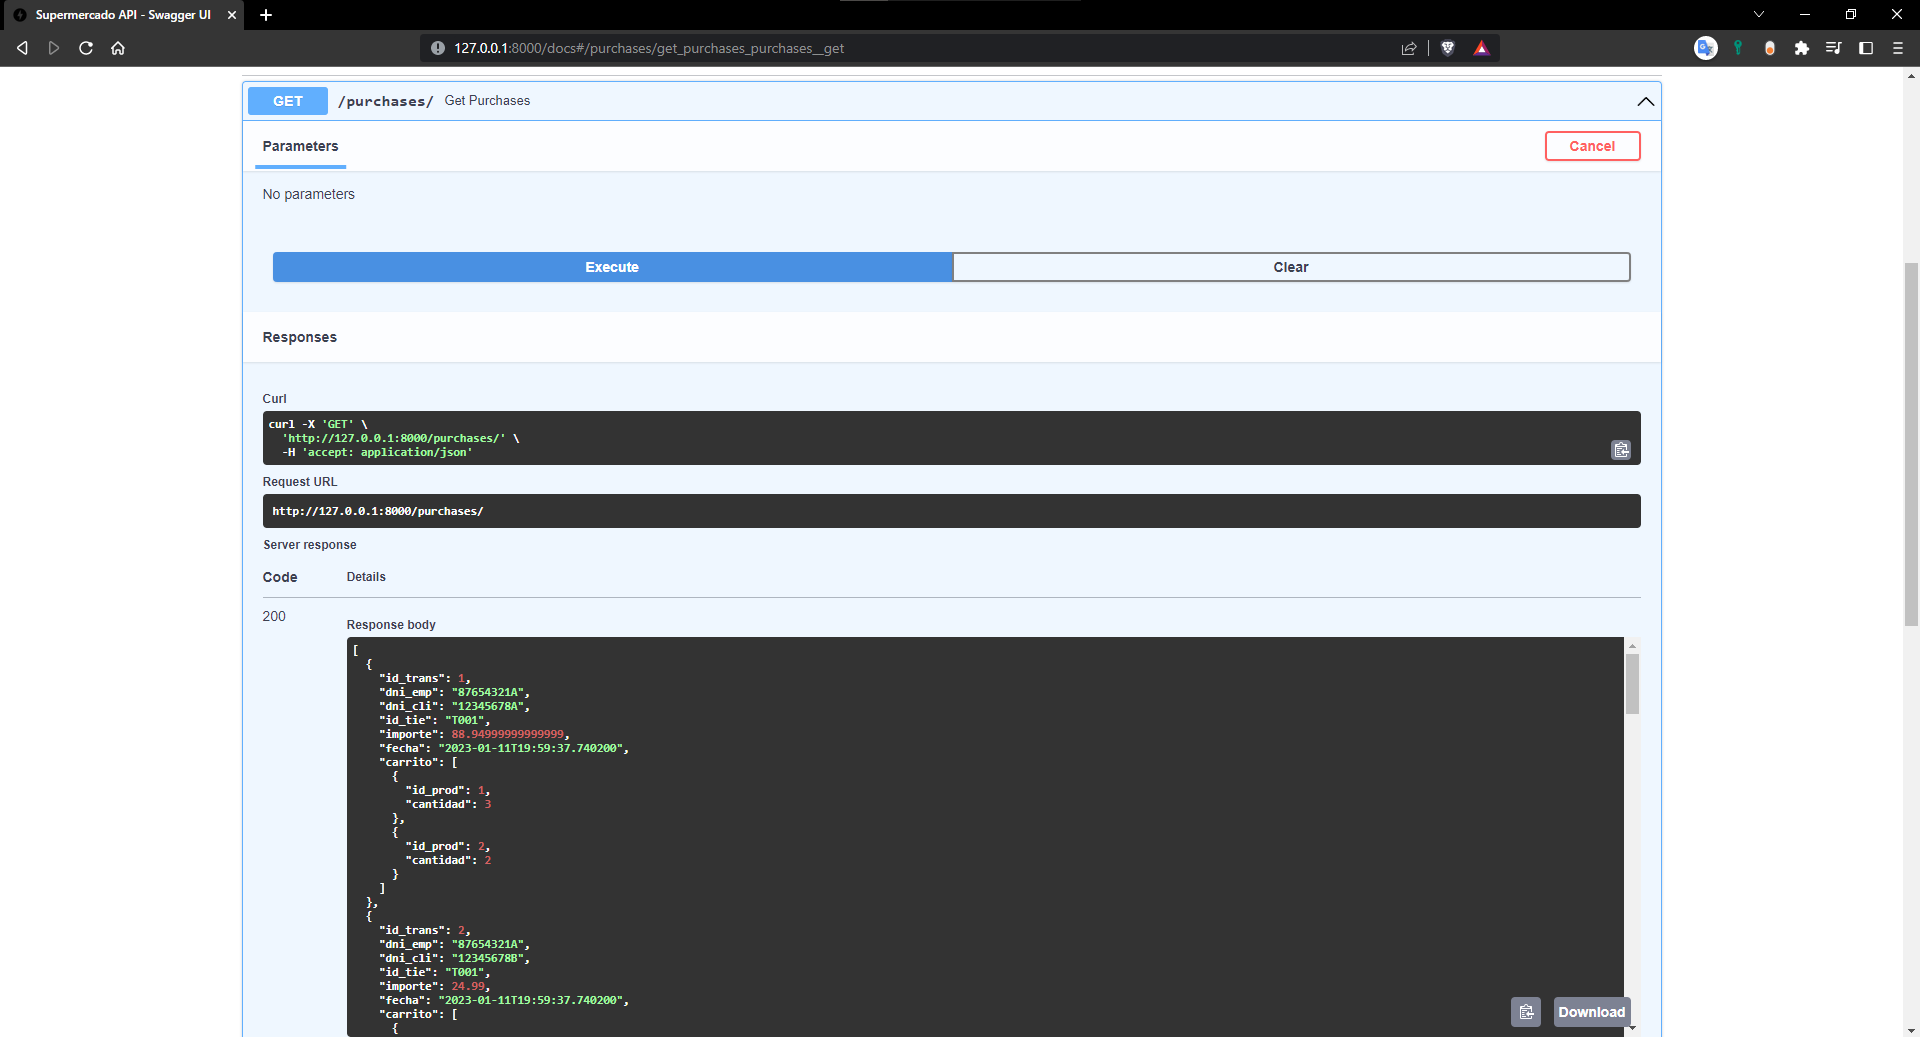 Supermercado API - Swagger UI
127.0.0.1:8000/docs#/purchases/get_purchases_purchases__get
GET /purchases/ Get Purchases
Parameters
Cancel
No parameters
Execute
Clear
Responses
Curl
curl -X 'GET' \
'http://127.0.0.1:8000/purchases/' \
-H 'accept: application/json'
Request URL
http://127.0.0.1:8000/purchases/
Server response
Code Details
200
Response body
[
{
"id_trans": 1,
"dni_emp": "87654321A",
"dni_cli": "12345678A",
"id_tie": "T001",
"importe": 88.94999999999999,
"fecha": "2023-01-11T19:59:37.740200",
"carrito": [
{
"id_prod": 1,
"cantidad": 3
},
{
"id_prod": 2,
"cantidad": 2
}
]
},
{
"id_trans": 2,
"dni_emp": "87654321A",
"dni_cli": "12345678B",
"id_tie": "T001",
"importe": 24.99,
"fecha": "2023-01-11T19:59:37.740200",
"carrito": [
{
Download